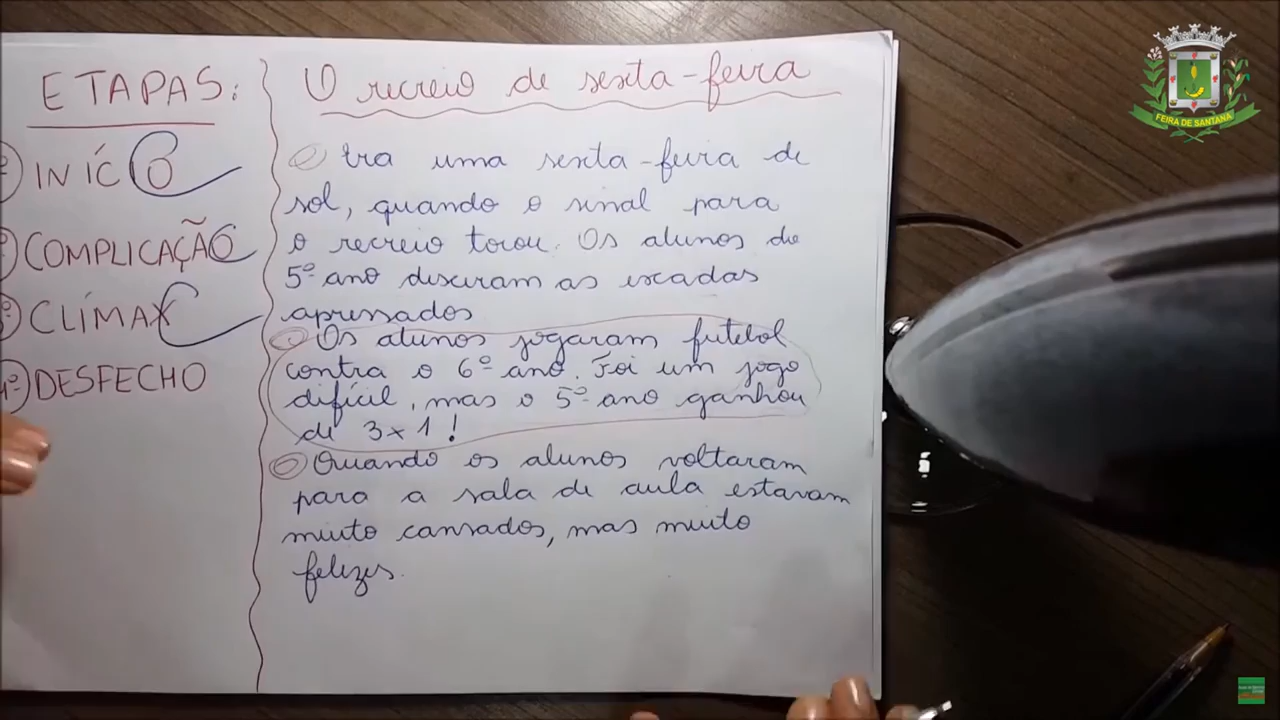 ETAPAS:
INÍCIO
COMPLICAÇÃO
CLÍMAX
4º) DESFECHO
O recreio de sexta-feira
Era uma sexta-feira de
sol, quando o sinal para
o recreio tocou. Os alunos do
5º ano desceram as escadas
apressados
Os alunos jogaram futebol
contra o 6º ano. Foi um jogo
difícil, mas o 5º ano ganhou
de 3x1!
Quando os alunos voltaram
para a sala de aula estavam
muito cansados, mas muito
felizes.
FEIRA DE SANTANA